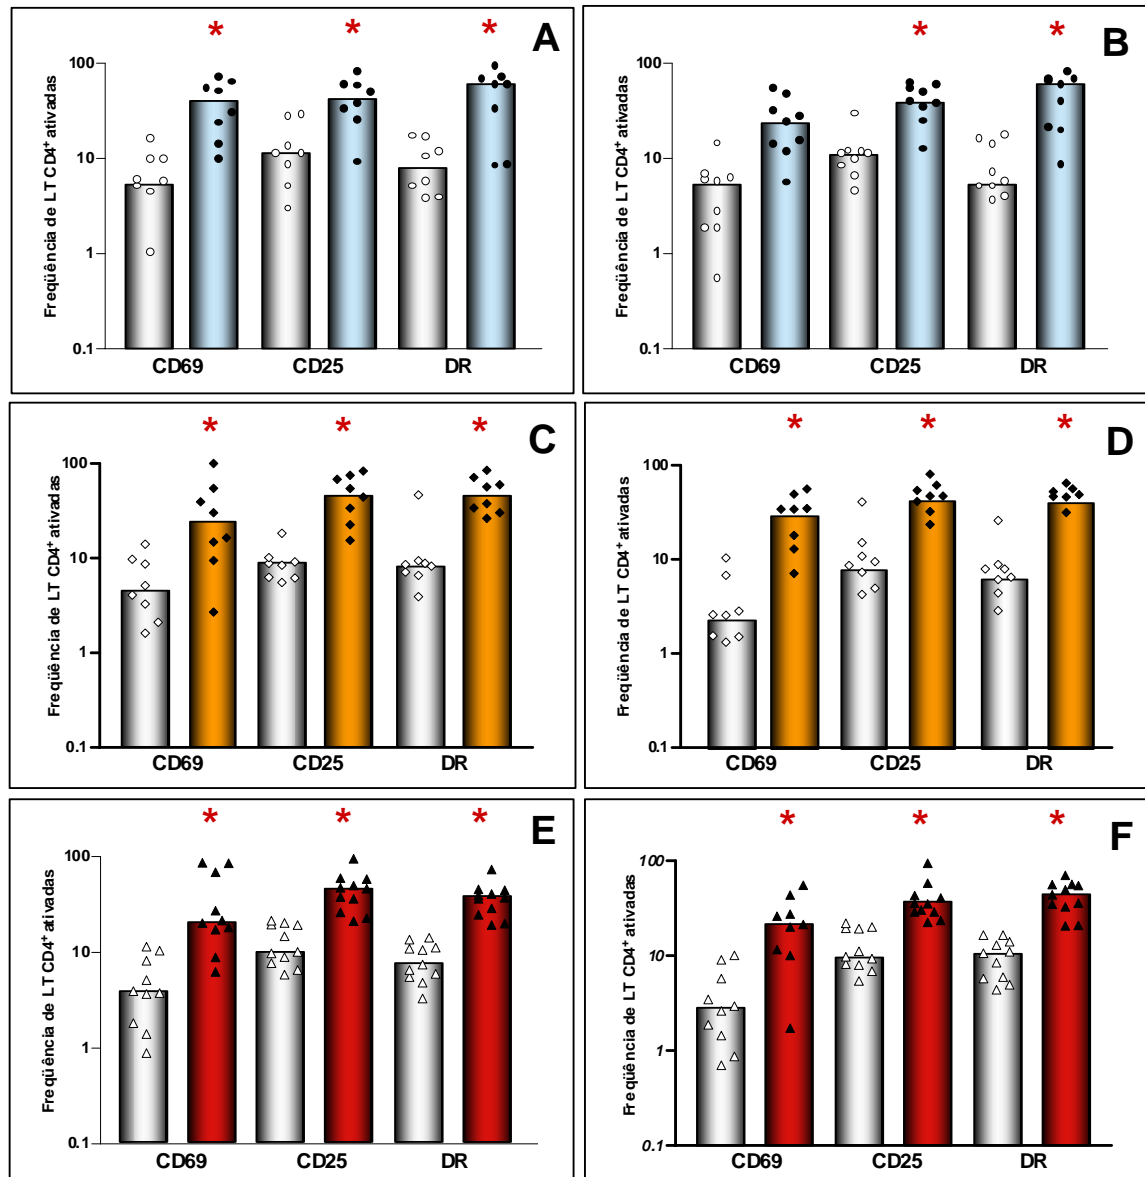 * * * A
Freqüência de LT CD4⁺ ativadas
100
10
1
0.1
CD69 CD25 DR
* * B
Freqüência de LT CD4⁺ ativadas
100
10
1
0.1
CD69 CD25 DR
* * * C
Freqüência de LT CD4⁺ ativadas
100
10
1
0.1
CD69 CD25 DR
* * * D
Freqüência de LT CD4⁺ ativadas
100
10
1
0.1
CD69 CD25 DR
* * * E
Freqüência de LT CD4⁺ ativadas
100
10
1
0.1
CD69 CD25 DR
* * * F
Freqüência de LT CD4⁺ ativadas
100
10
1
0.1
CD69 CD25 DR